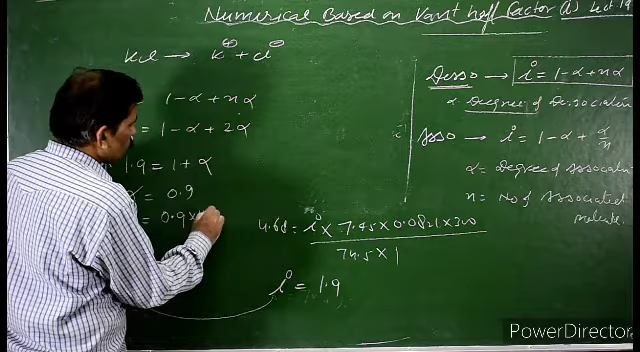 Numerical Based on Vant hoff Factor (i) Lect 19
KCl → K⊕ + Cl⊖
1 - α + nα
= 1 - α + 2α
1.9 = 1 + α
α = 0.9
= 0.9 ×
4.68 = i × 7.45 × 0.0821 × 300
74.5 × 1
i = 1.9
Disso → i = 1 - α + nα
α Degree of Dissociation
Asso → i = 1 - α + α/n
α = Degree of Associatio
n = No of Associated
molecule.
PowerDirector